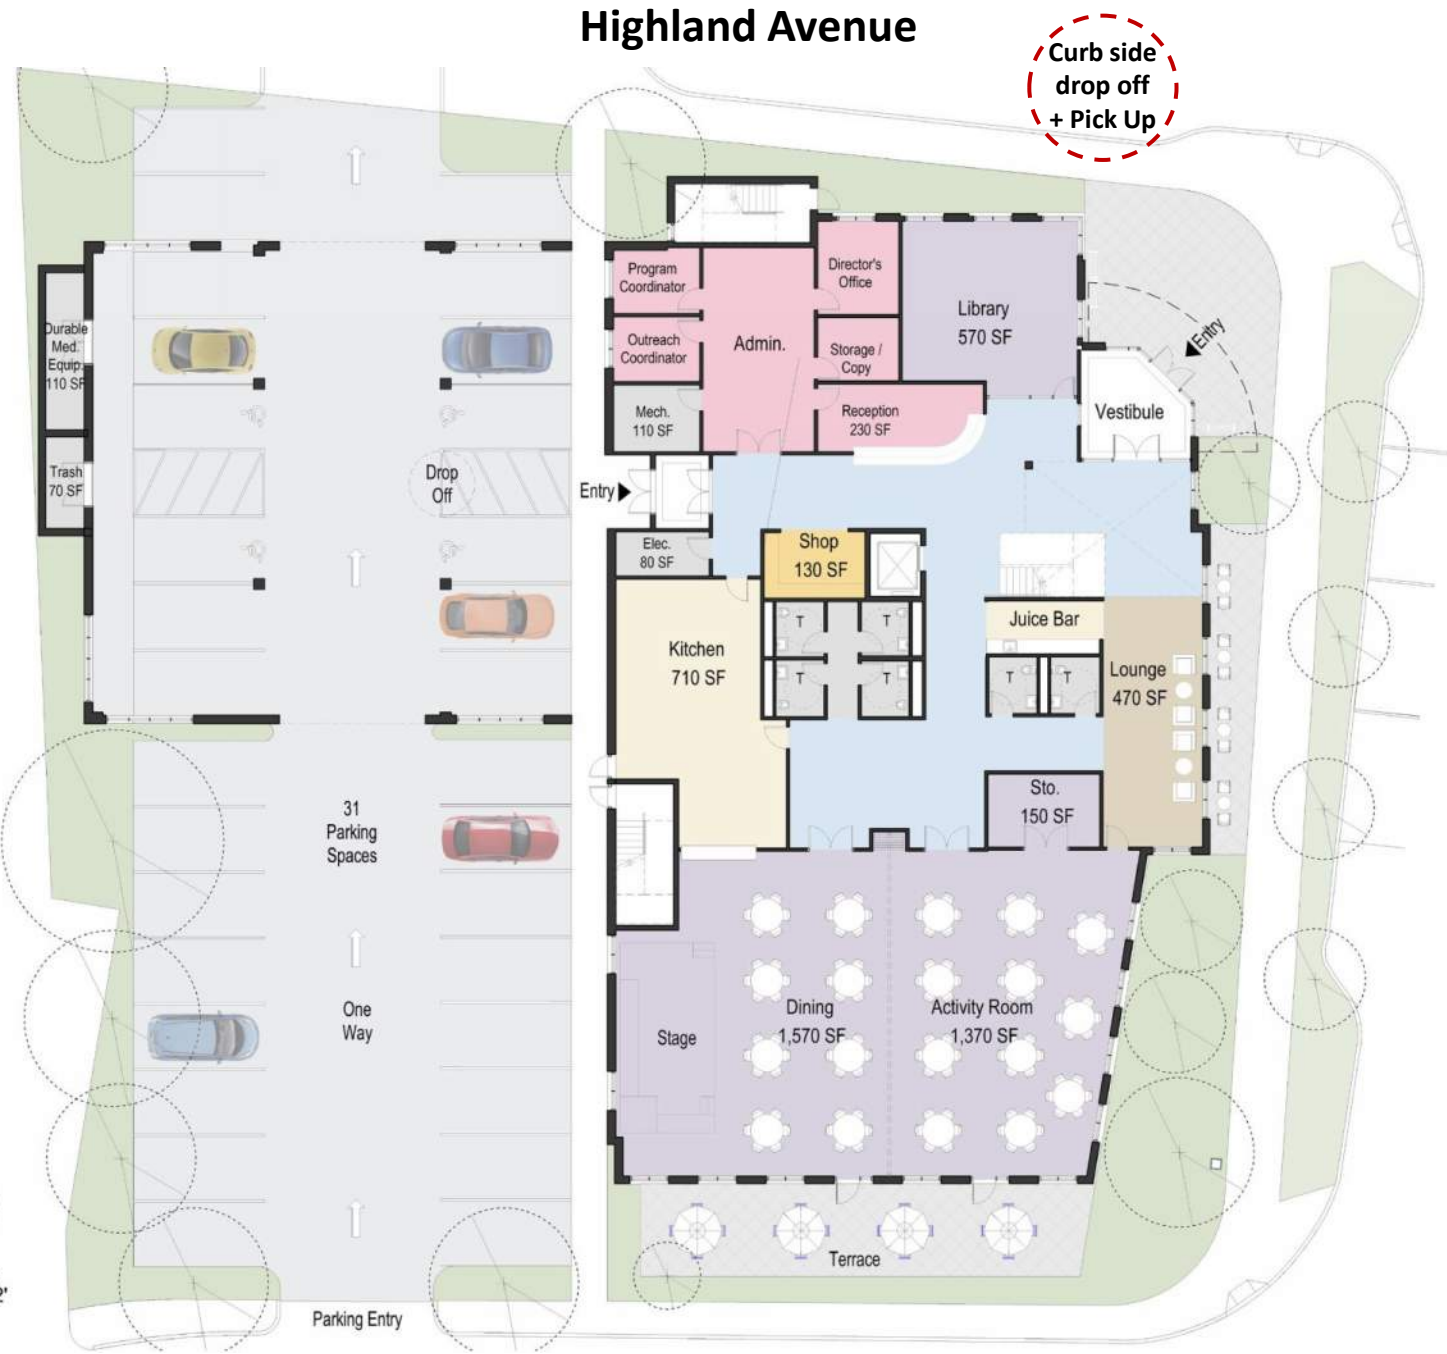 Highland Avenue
Curb side
drop off
+ Pick Up
Program
Coordinator
Director's
Office
Library
570 SF
Entry
Durable
Med.
Equip.
110 SF
Outreach
Coordinator
Admin.
Storage /
Copy
Mech.
110 SF
Reception
230 SF
Vestibule
Trash
70 SF
Drop
Off
Entry
Elec.
80 SF
Shop
130 SF
T
T
T
T
Juice Bar
Kitchen
710 SF
T
T
Lounge
470 SF
31
Parking
Spaces
Sto.
150 SF
One
Way
Stage
Dining
1,570 SF
Activity Room
1,370 SF
Terrace
2'
Parking Entry